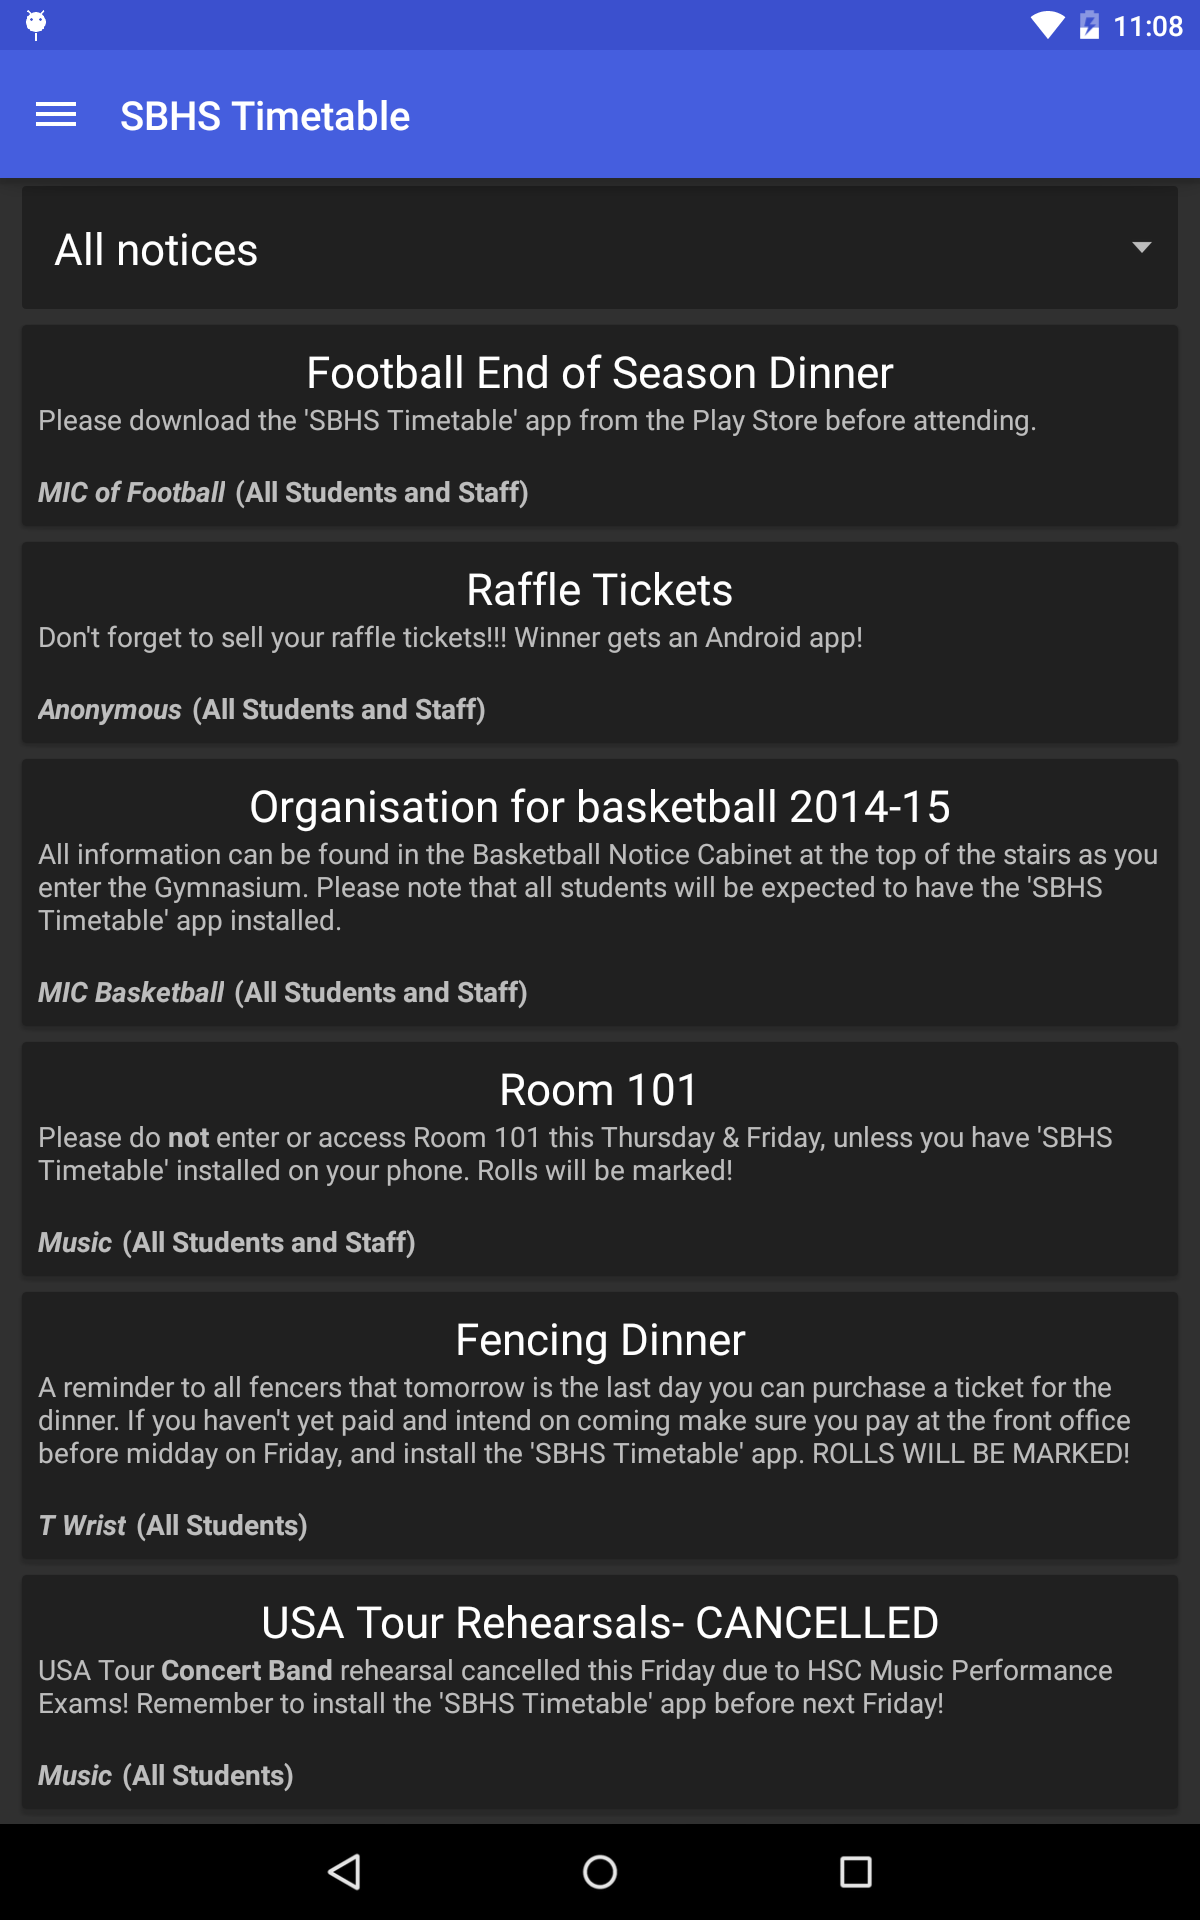 11:08
SBHS Timetable
All notices
Football End of Season Dinner
Please download the 'SBHS Timetable' app from the Play Store before attending.
MIC of Football (All Students and Staff)
Raffle Tickets
Don't forget to sell your raffle tickets!!! Winner gets an Android app!
Anonymous (All Students and Staff)
Organisation for basketball 2014-15
All information can be found in the Basketball Notice Cabinet at the top of the stairs as you
enter the Gymnasium. Please note that all students will be expected to have the 'SBHS
Timetable' app installed.
MIC Basketball (All Students and Staff)
Room 101
Please do not enter or access Room 101 this Thursday & Friday, unless you have 'SBHS
Timetable' installed on your phone. Rolls will be marked!
Music (All Students and Staff)
Fencing Dinner
A reminder to all fencers that tomorrow is the last day you can purchase a ticket for the
dinner. If you haven't yet paid and intend on coming make sure you pay at the front office
before midday on Friday, and install the 'SBHS Timetable' app. ROLLS WILL BE MARKED!
T Wrist (All Students)
USA Tour Rehearsals- CANCELLED
USA Tour Concert Band rehearsal cancelled this Friday due to HSC Music Performance
Exams! Remember to install the 'SBHS Timetable' app before next Friday!
Music (All Students)